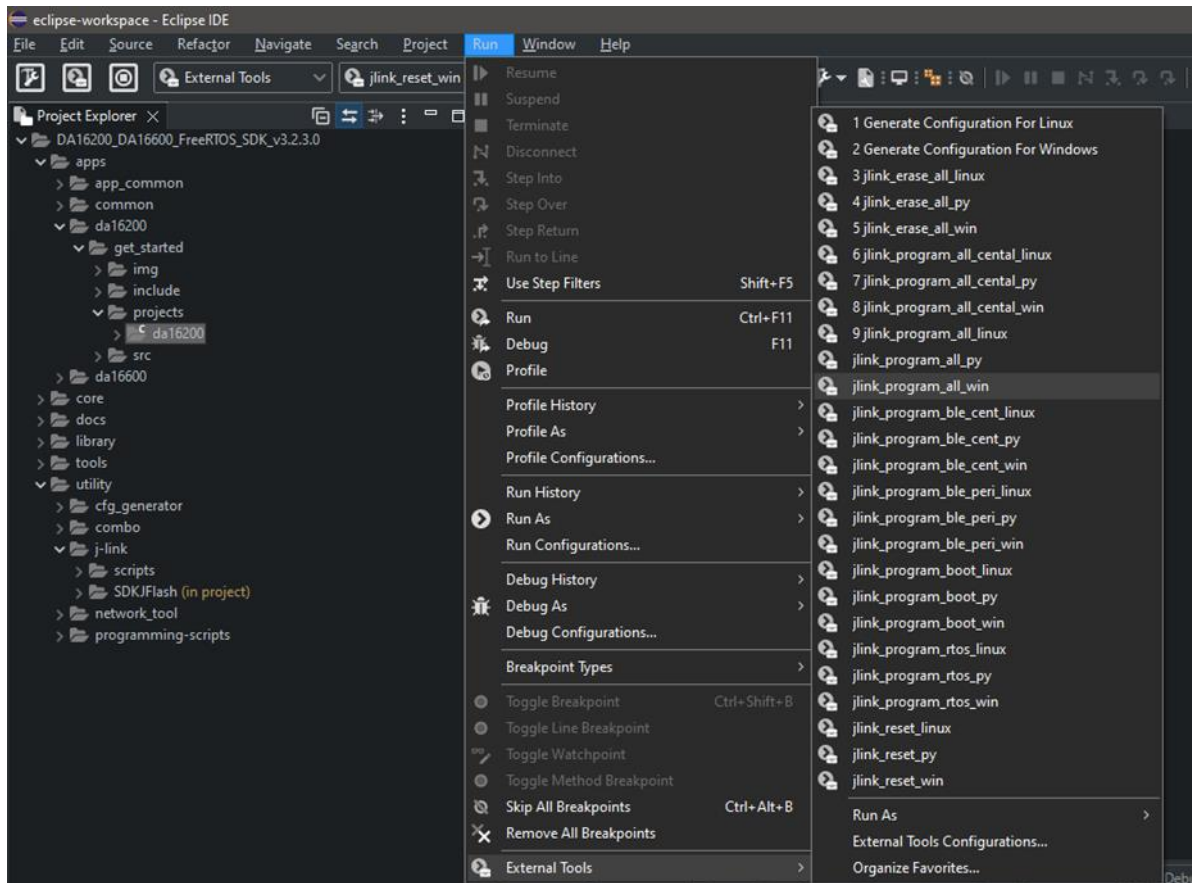 eclipse-workspace - Eclipse IDE
File Edit Source Refactor Navigate Search Project Run Window Help
External Tools jlink_reset_win
Project Explorer
DA16200_DA16600_FreeRTOS_SDK_v3.2.3.0
apps
app_common
common
da16200
get_started
img
include
projects
da16200
src
da16600
core
docs
library
tools
utility
cfg_generator
combo
j-link
scripts
SDKJFlash (in project)
network_tool
programming-scripts
Resume
Suspend
Terminate
Disconnect
Step Into
Step Over
Step Return
Run to Line
Use Step Filters Shift+F5
Run Ctrl+F11
Debug F11
Profile
Profile History
Profile As
Profile Configurations...
Run History
Run As
Run Configurations...
Debug History
Debug As
Debug Configurations...
Breakpoint Types
Toggle Breakpoint Ctrl+Shift+B
Toggle Line Breakpoint
Toggle Watchpoint
Toggle Method Breakpoint
Skip All Breakpoints Ctrl+Alt+B
Remove All Breakpoints
External Tools
1 Generate Configuration For Linux
2 Generate Configuration For Windows
3 jlink_erase_all_linux
4 jlink_erase_all_py
5 jlink_erase_all_win
6 jlink_program_all_cental_linux
7 jlink_program_all_cental_py
8 jlink_program_all_cental_win
9 jlink_program_all_linux
jlink_program_all_py
jlink_program_all_win
jlink_program_ble_cent_linux
jlink_program_ble_cent_py
jlink_program_ble_cent_win
jlink_program_ble_peri_linux
jlink_program_ble_peri_py
jlink_program_ble_peri_win
jlink_program_boot_linux
jlink_program_boot_py
jlink_program_boot_win
jlink_program_rtos_linux
jlink_program_rtos_py
jlink_program_rtos_win
jlink_reset_linux
jlink_reset_py
jlink_reset_win
Run As
External Tools Configurations...
Organize Favorites...